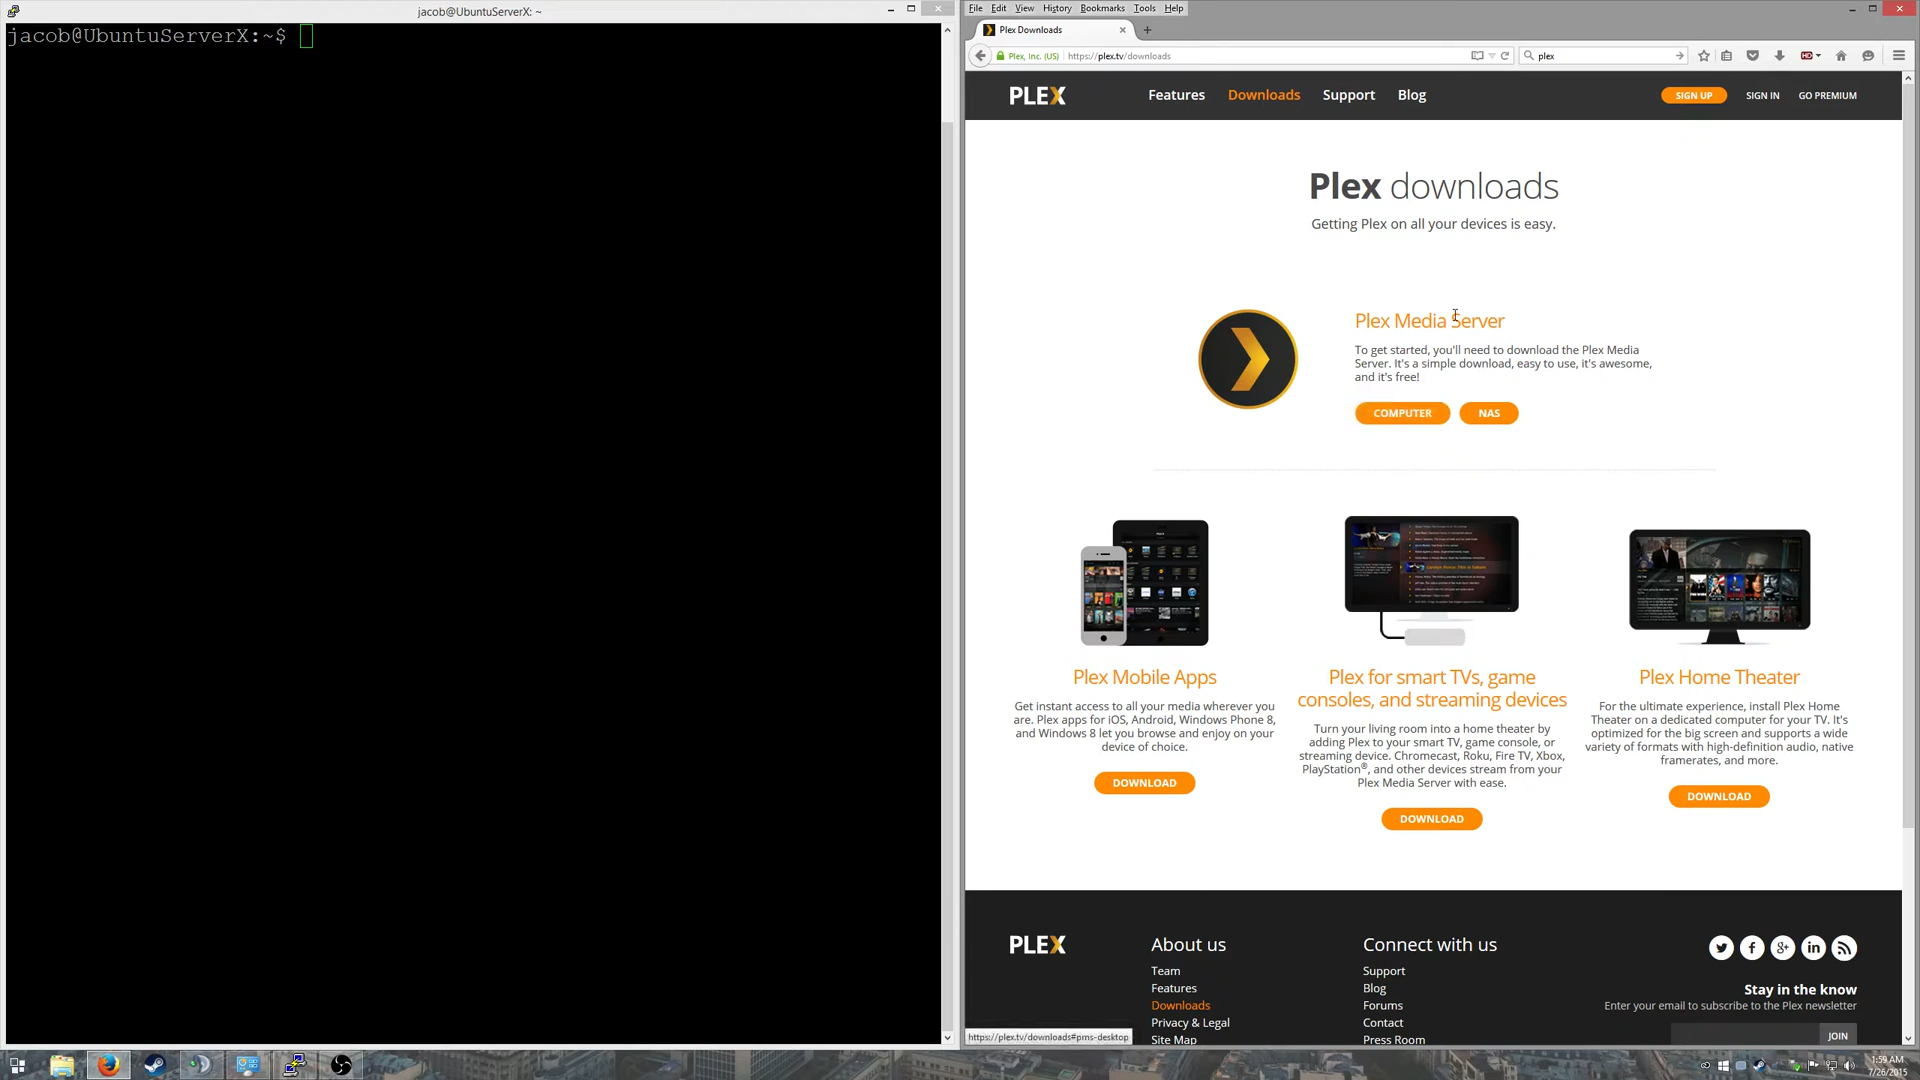 jacob@UbuntuServerX: ~
jacob@UbuntuServerX:~$
File Edit View History Bookmarks Tools Help
Plex Downloads
Plex, Inc. (US) https://plex.tv/downloads
plex
PLEX
Features Downloads Support Blog
SIGN UP SIGN IN GO PREMIUM
Plex downloads
Getting Plex on all your devices is easy.
Plex Media Server
To get started, you'll need to download the Plex Media
Server. It's a simple download, easy to use, it's awesome,
and it's free!
COMPUTER NAS
Plex Mobile Apps
Get instant access to all your media wherever you
are. Plex apps for iOS, Android, Windows Phone 8,
and Windows 8 let you browse and enjoy on your
device of choice.
DOWNLOAD
Plex for smart TVs, game
consoles, and streaming devices
Turn your living room into a home theater by
adding Plex to your smart TV, game console, or
streaming device. Chromecast, Roku, Fire TV, Xbox,
PlayStation®, and other devices stream from your
Plex Media Server with ease.
DOWNLOAD
Plex Home Theater
For the ultimate experience, install Plex Home
Theater on a dedicated computer for your TV. It's
optimized for the big screen and supports a wide
variety of formats with high-definition audio, native
framerates, and more.
DOWNLOAD
PLEX
About us
Team
Features
Downloads
Privacy & Legal
Site Map
Connect with us
Support
Blog
Forums
Contact
Press Room
Stay in the know
Enter your email to subscribe to the Plex newsletter
JOIN
https://plex.tv/downloads#pms-desktop
1:59 AM
7/26/2015